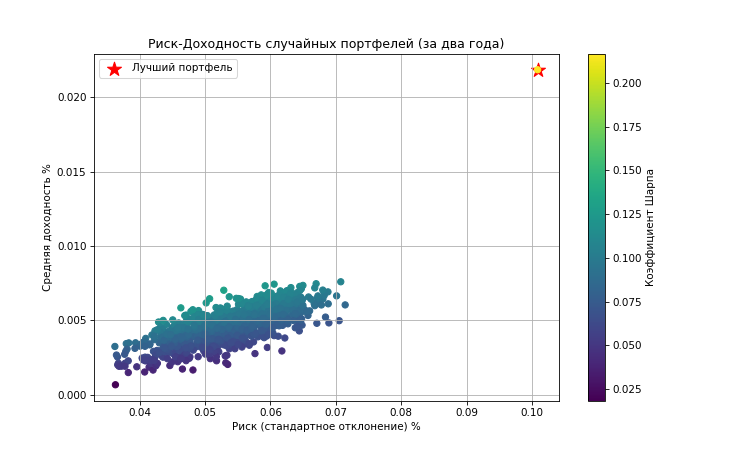 Риск-Доходность случайных портфелей (за два года)
Лучший портфель
Средняя доходность %
0.020
0.015
0.010
0.005
0.000
0.04 0.05 0.06 0.07 0.08 0.09 0.10
Риск (стандартное отклонение) %
0.200
0.175
0.150
0.125
0.100
0.075
0.050
0.025
Коэффициент Шарпа